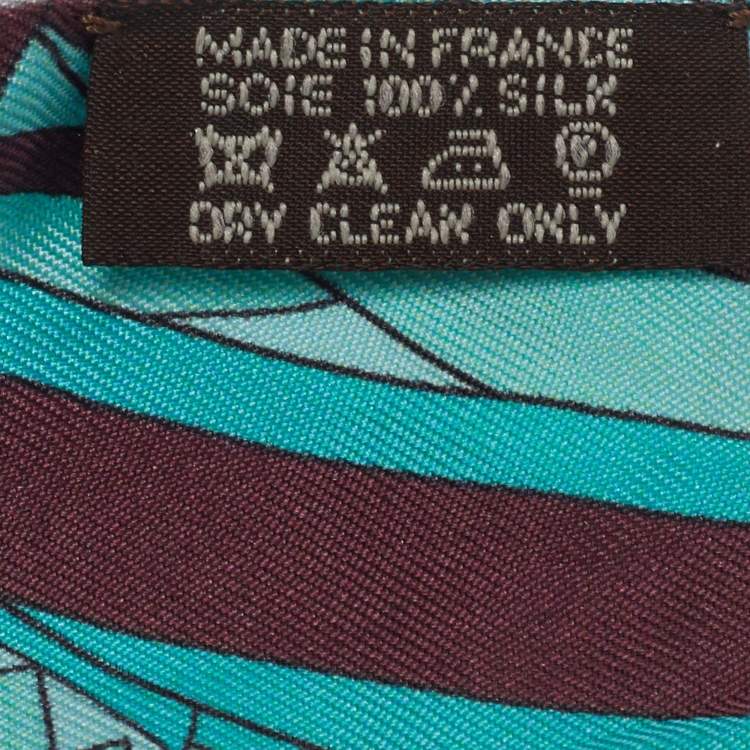 MADE IN FRANCE
SOIE 100% SILK
P
DRY CLEAN ONLY